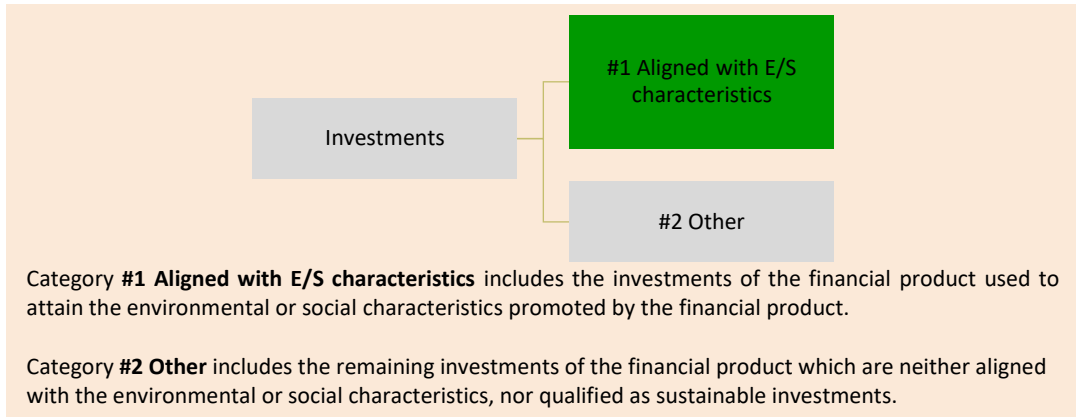 #1 Aligned with E/S
characteristics
Investments
#2 Other
Category #1 Aligned with E/S characteristics includes the investments of the financial product used to
attain the environmental or social characteristics promoted by the financial product.
Category #2 Other includes the remaining investments of the financial product which are neither aligned
with the environmental or social characteristics, nor qualified as sustainable investments.